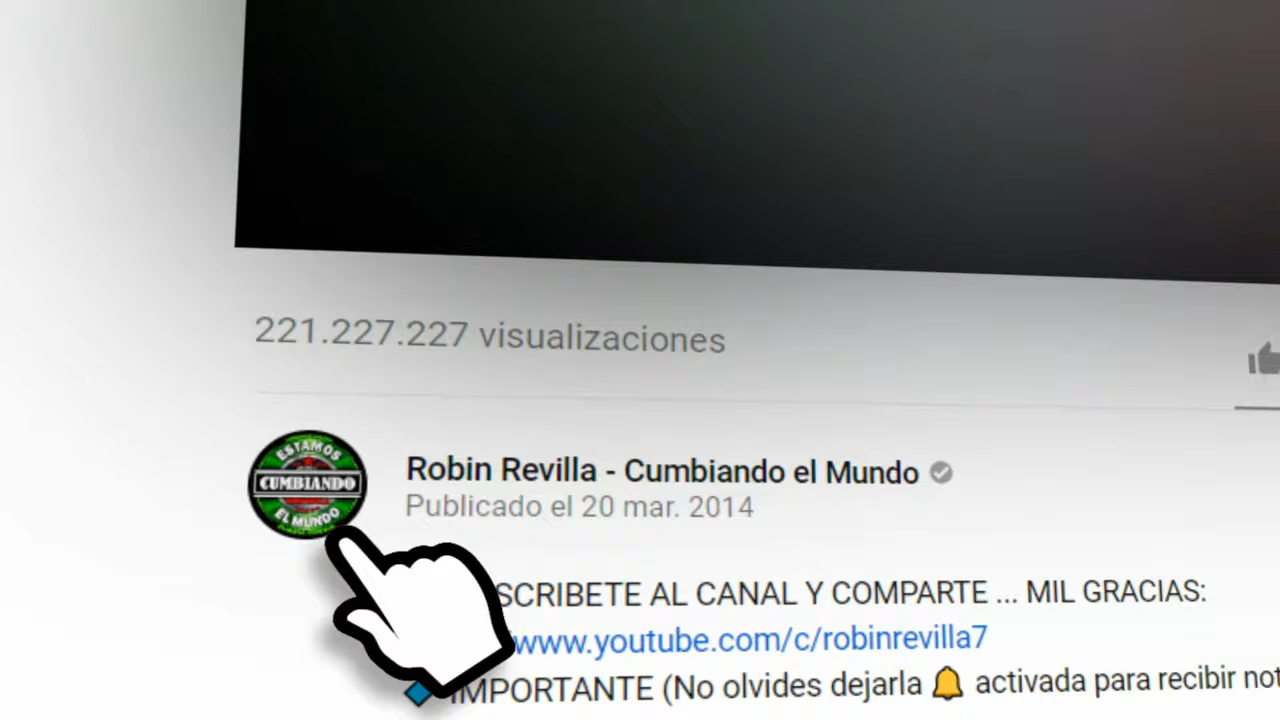 221.227.227 visualizaciones
ESTAMOS
CUMBIANDO
EL MUNDO
Robin Revilla - Cumbiando el Mundo
Publicado el 20 mar. 2014
SCRIBETE AL CANAL Y COMPARTE ... MIL GRACIAS:
www.youtube.com/c/robinrevilla7
IMPORTANTE (No olvides dejarla 🔔 activada para recibir not